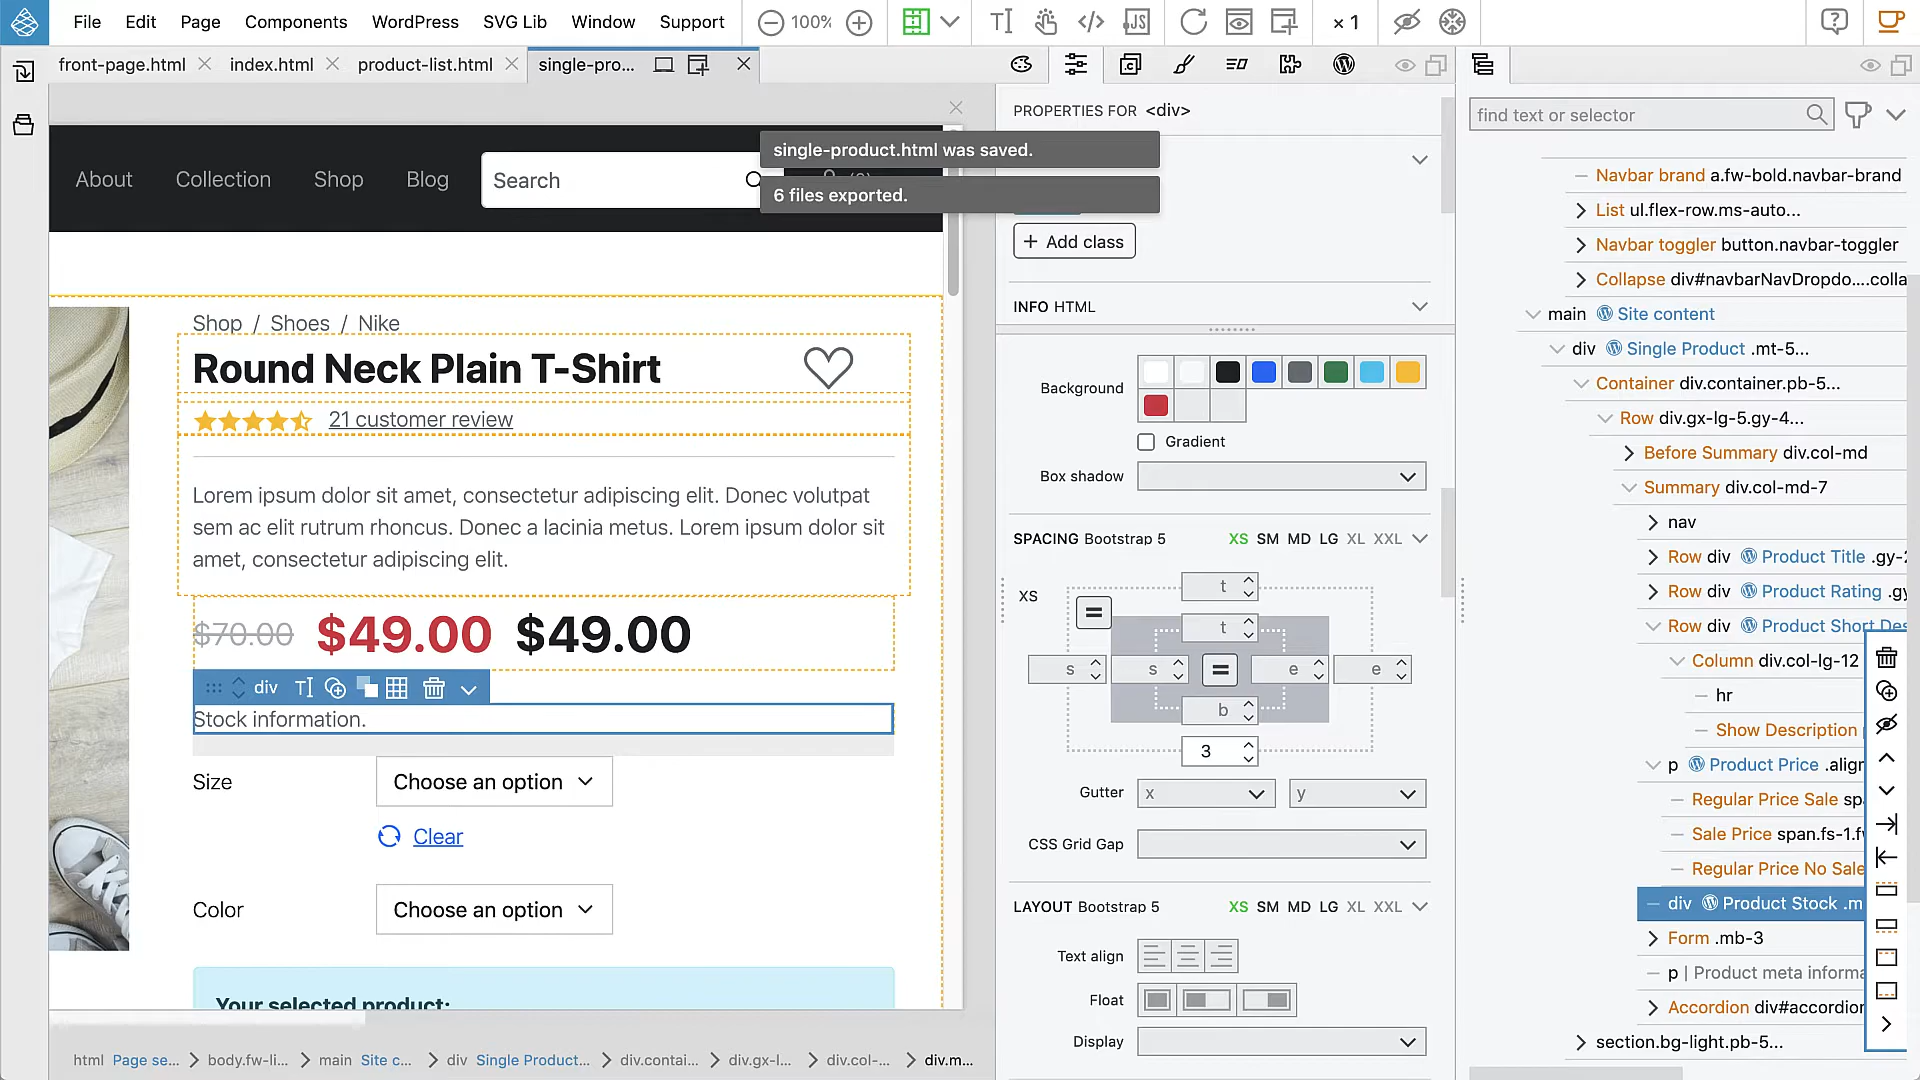 File Edit Page Components WordPress SVG Lib Window Support 100% JS × 1
front-page.html index.html product-list.html single-pro...
PROPERTIES FOR <div>
find text or selector
single-product.html was saved.
6 files exported.
About Collection Shop Blog Search
+ Add class
INFO HTML
Shop / Shoes / Nike
Round Neck Plain T-Shirt
21 customer review
Lorem ipsum dolor sit amet, consectetur adipiscing elit. Donec volutpat
sem ac elit rutrum rhoncus. Donec a lacinia metus. Lorem ipsum dolor sit
amet, consectetur adipiscing elit.
$70.00 $49.00 $49.00
div
Stock information.
Size Choose an option
Clear
Color Choose an option
Your selected product:
html Page se... body.fw-li... main Site c... div Single Product... div.contai... div.gx-l... div.col-... div.m...
Background
Gradient
Box shadow
SPACING Bootstrap 5 XS SM MD LG XL XXL
XS
t
t
s s e e
b
3
Gutter x y
CSS Grid Gap
LAYOUT Bootstrap 5 XS SM MD LG XL XXL
Text align
Float
Display
Navbar brand a.fw-bold.navbar-brand
List ul.flex-row.ms-auto...
Navbar toggler button.navbar-toggler
Collapse div#navbarNavDropdo....colla
main Site content
div Single Product .mt-5...
Container div.container.pb-5...
Row div.gx-lg-5.gy-4...
Before Summary div.col-md
Summary div.col-md-7
nav
Row div Product Title .gy-2
Row div Product Rating .gy
Row div Product Short Des
Column div.col-lg-12
hr
Show Description
p Product Price .align
Regular Price Sale sp
Sale Price span.fs-1.f
Regular Price No Sale
div Product Stock .m
Form .mb-3
p | Product meta informa
Accordion div#accordion
section.bg-light.pb-5...